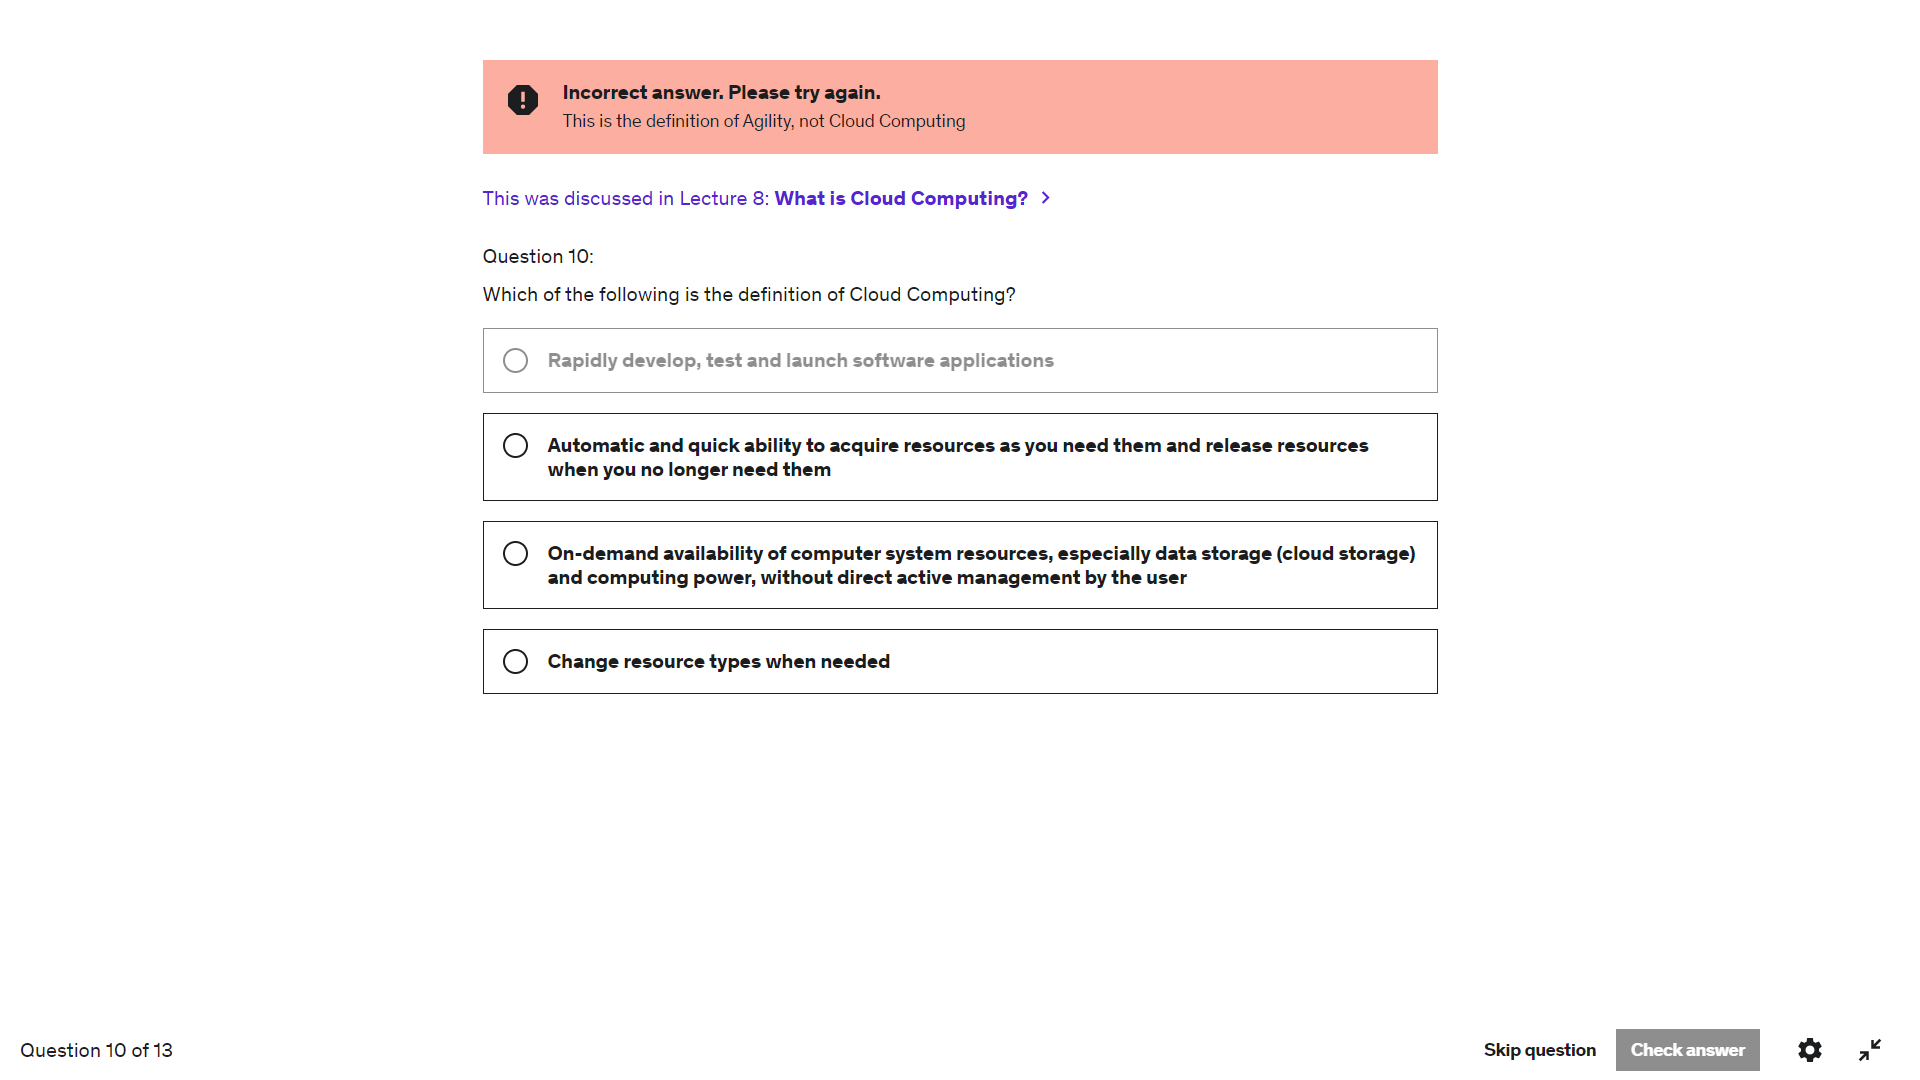 Incorrect answer. Please try again.
This is the definition of Agility, not Cloud Computing
This was discussed in Lecture 8: What is Cloud Computing?
Question 10:
Which of the following is the definition of Cloud Computing?
Rapidly develop, test and launch software applications
Automatic and quick ability to acquire resources as you need them and release resources
when you no longer need them
On-demand availability of computer system resources, especially data storage (cloud storage)
and computing power, without direct active management by the user
Change resource types when needed
Question 10 of 13
Skip question
Check answer